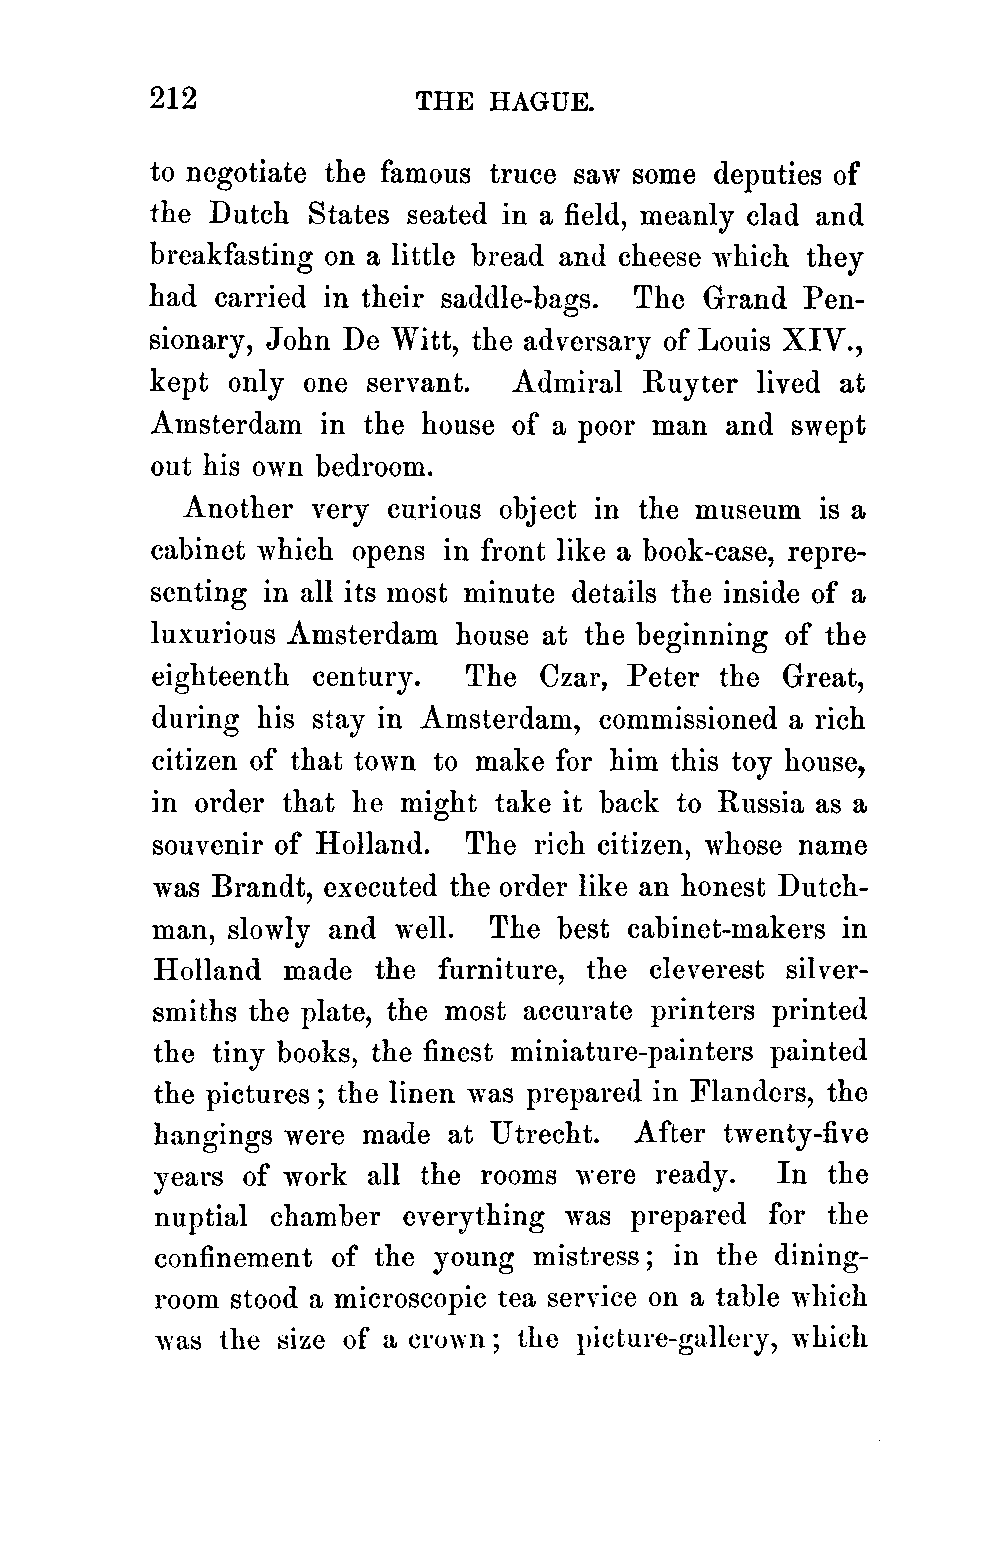 212 THE HAGUE.
to negotiate the famous truce saw some deputies of
the Dutch States seated in a field, meanly clad and
breakfasting on a little bread and cheese which they
had carried in their saddle-bags. The Grand Pen-
sionary, John De Witt, the adversary of Louis XIV.,
kept only one servant. Admiral Ruyter lived at
Amsterdam in the house of a poor man and swept
out his own bedroom.
Another very curious object in the museum is a
cabinet which opens in front like a book-case, repre-
senting in all its most minute details the inside of a
luxurious Amsterdam house at the beginning of the
eighteenth century. The Czar, Peter the Great,
during his stay in Amsterdam, commissioned a rich
citizen of that town to make for him this toy house,
in order that he might take it back to Russia as a
souvenir of Holland. The rich citizen, whose name
was Brandt, executed the order like an honest Dutch-
man, slowly and well. The best cabinet-makers in
Holland made the furniture, the cleverest silver-
smiths the plate, the most accurate printers printed
the tiny books, the finest miniature-painters painted
the pictures; the linen was prepared in Flanders, the
hangings were made at Utrecht. After twenty-five
years of work all the rooms were ready. In the
nuptial chamber everything was prepared for the
confinement of the young mistress; in the dining-
room stood a microscopic tea service on a table which
was the size of a crown; the picture-gallery, which